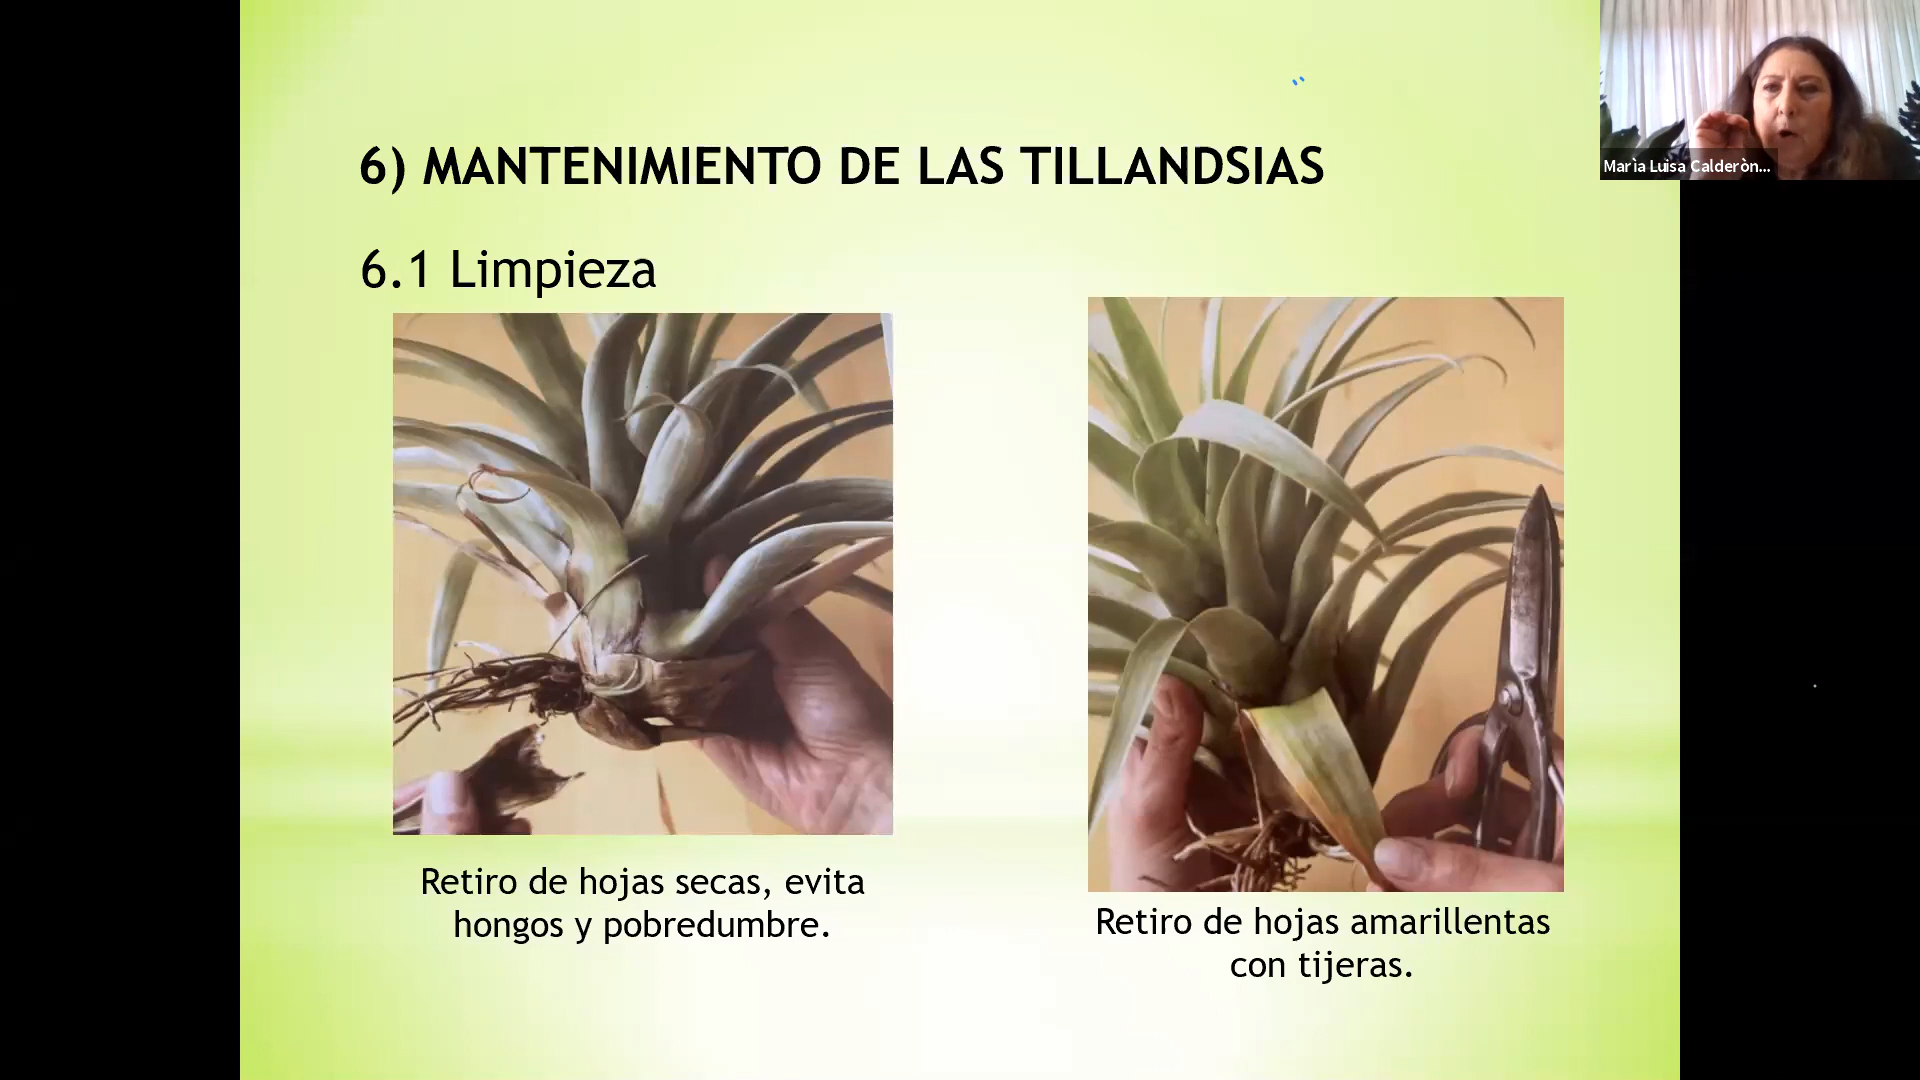 Marìa Luisa Calderòn...
6) MANTENIMIENTO DE LAS TILLANDSIAS
6.1 Limpieza
Retiro de hojas secas, evita
hongos y pobredumbre.
Retiro de hojas amarillentas
con tijeras.